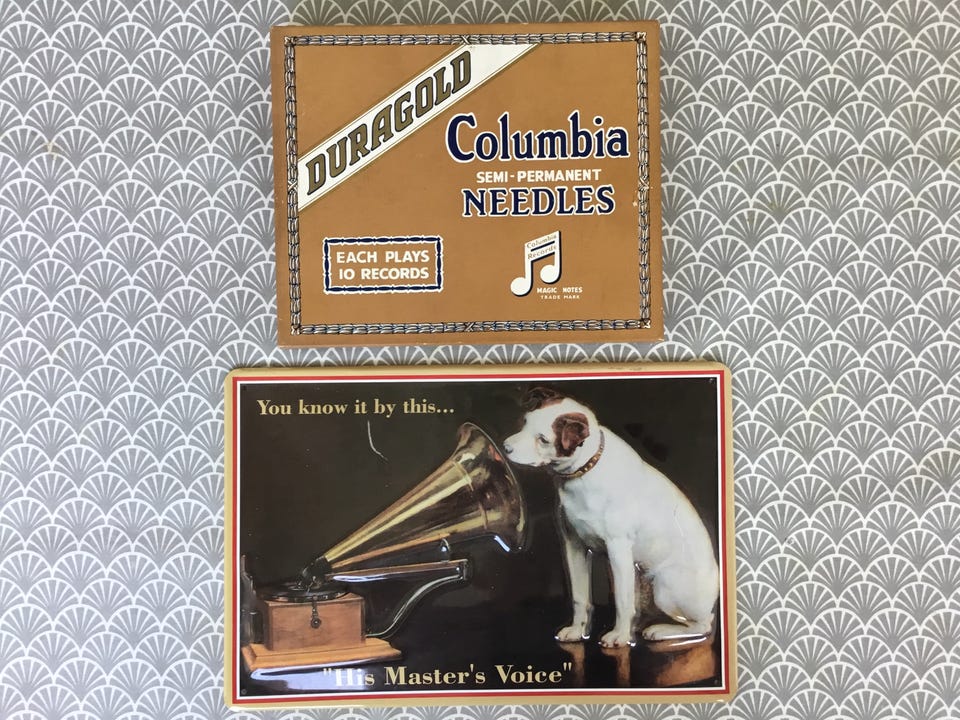 DURAGOLD
Columbia
SEMI-PERMANENT
NEEDLES
EACH PLAYS
10 RECORDS
Columbia
Records
MAGIC NOTES
TRADE MARK
You know it by this...
"His Master's Voice"